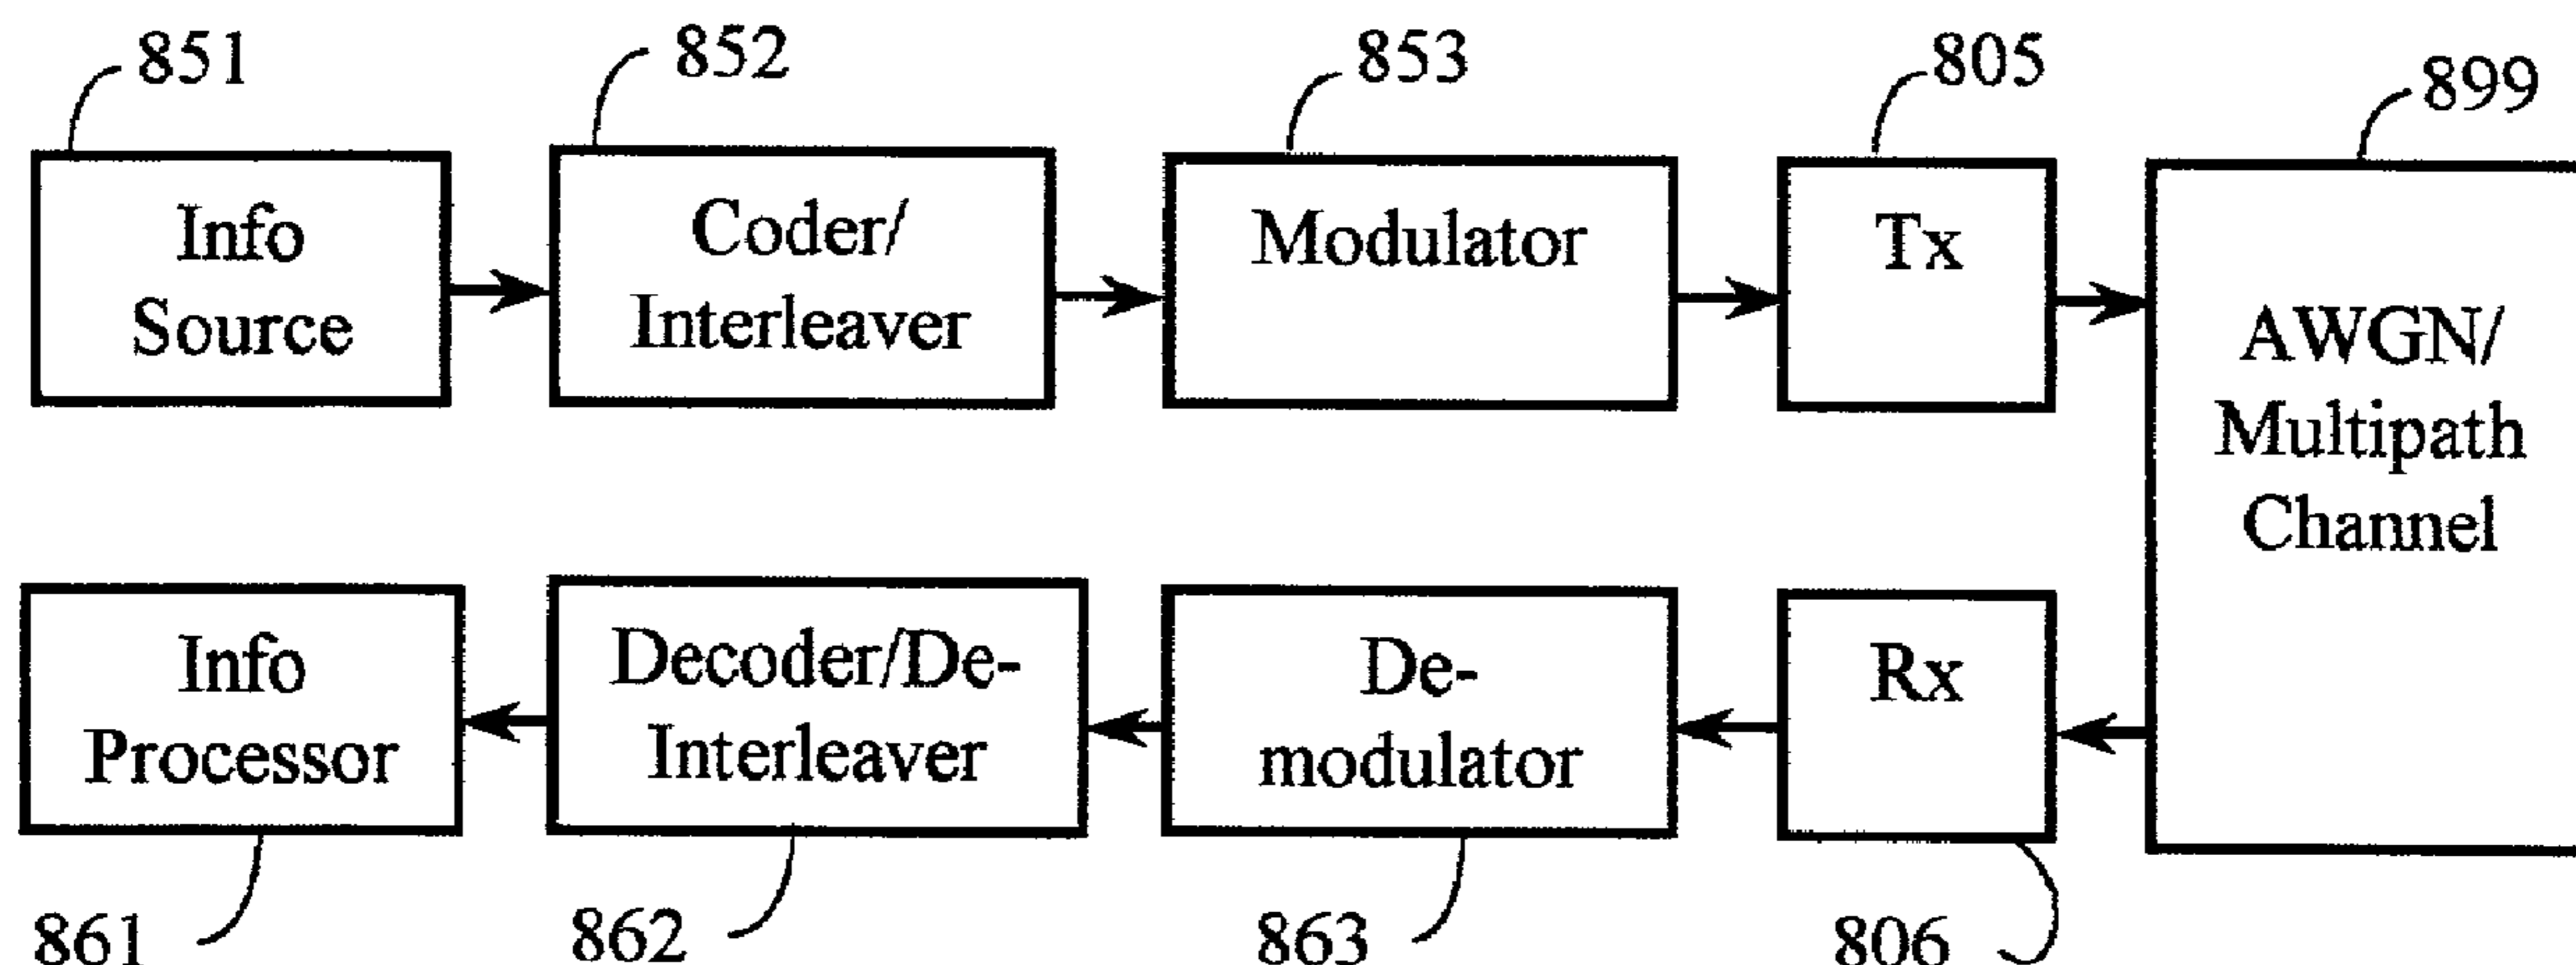 851
852
853
805
899
Info
Source
Coder/
Interleaver
Modulator
Tx
AWGN/
Multipath
Channel
Info
Processor
Decoder/De-
Interleaver
De-
modulator
Rx
861
862
863
806